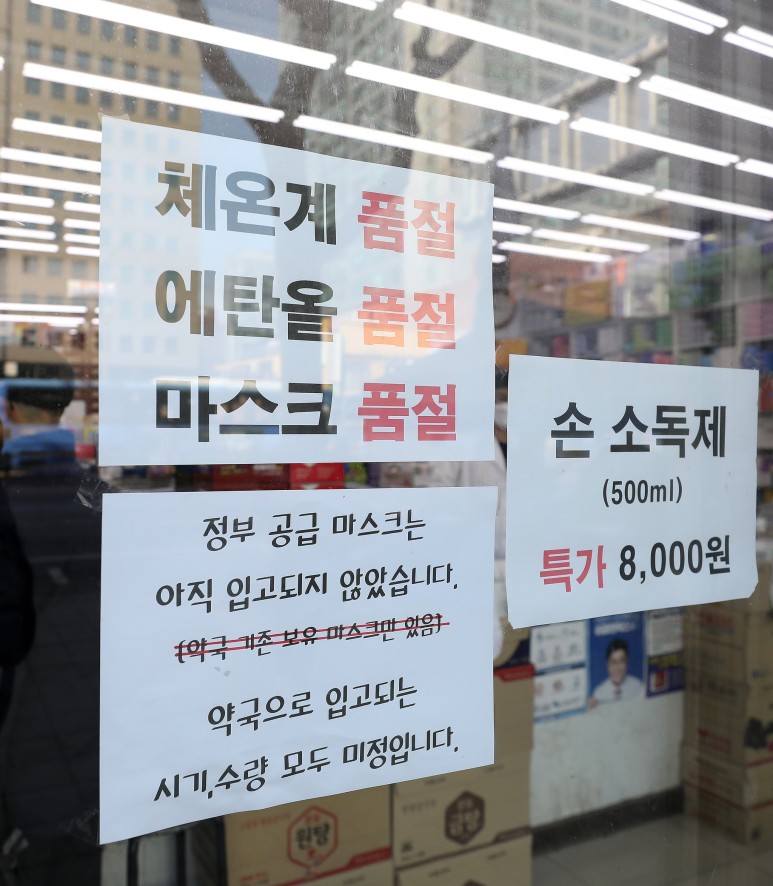 체온계 품절
에탄올 품절
마스크 품절
손 소독제
(500ml)
특가 8,000원
정부 공급 마스크는
아직 입고되지 않았습니다.
(약국 기존 보유 마스크만 있음)
약국으로 입고되는
시기,수량 모두 미정입니다.
원탕